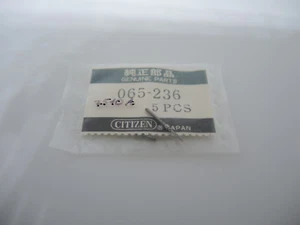 純正部品
GENUINE PARTS
065-236
5 PCS
CITIZEN
JAPAN